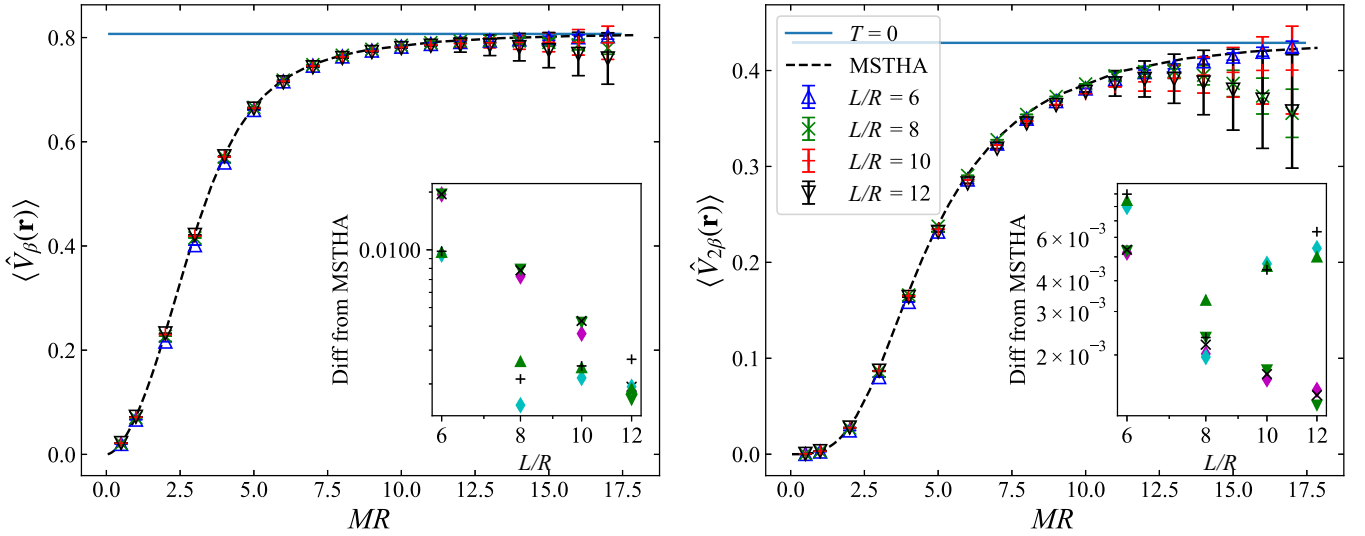 ⟨V̂_β(r)⟩
0.8
0.6
0.4
0.2
0.0
0.0 2.5 5.0 7.5 10.0 12.5 15.0 17.5
MR
Diff from MSTHA
0.0100
6 8 10 12
L/R
⟨V̂_{2β}(r)⟩
0.4
0.3
0.2
0.1
0.0
0.0 2.5 5.0 7.5 10.0 12.5 15.0 17.5
MR
T = 0
MSTHA
L/R = 6
L/R = 8
L/R = 10
L/R = 12
Diff from MSTHA
6 × 10⁻³
4 × 10⁻³
3 × 10⁻³
2 × 10⁻³
6 8 10 12
L/R